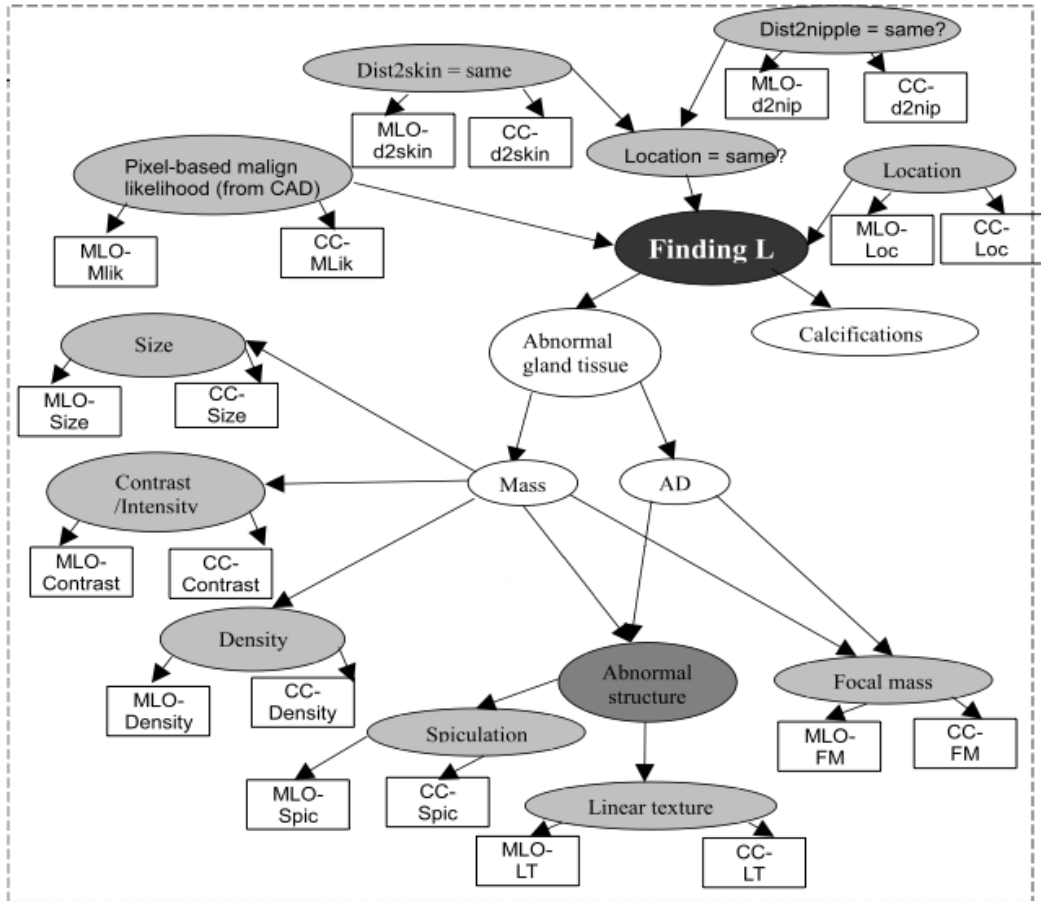 Dist2nipple = same?
Dist2skin = same
MLO-
d2nip
CC-
d2nip
MLO-
d2skin
CC-
d2skin
Location = same?
Pixel-based malign
likelihood (from CAD)
Location
MLO-
Mlik
CC-
MLik
Finding L
MLO-
Loc
CC-
Loc
Size
Abnormal
gland tissue
Calcifications
MLO-
Size
CC-
Size
Contrast
/Intensity
Mass
AD
MLO-
Contrast
CC-
Contrast
Density
MLO-
Density
CC-
Density
Abnormal
structure
Focal mass
Spiculation
MLO-
FM
CC-
FM
MLO-
Spic
CC-
Spic
Linear texture
MLO-
LT
CC-
LT